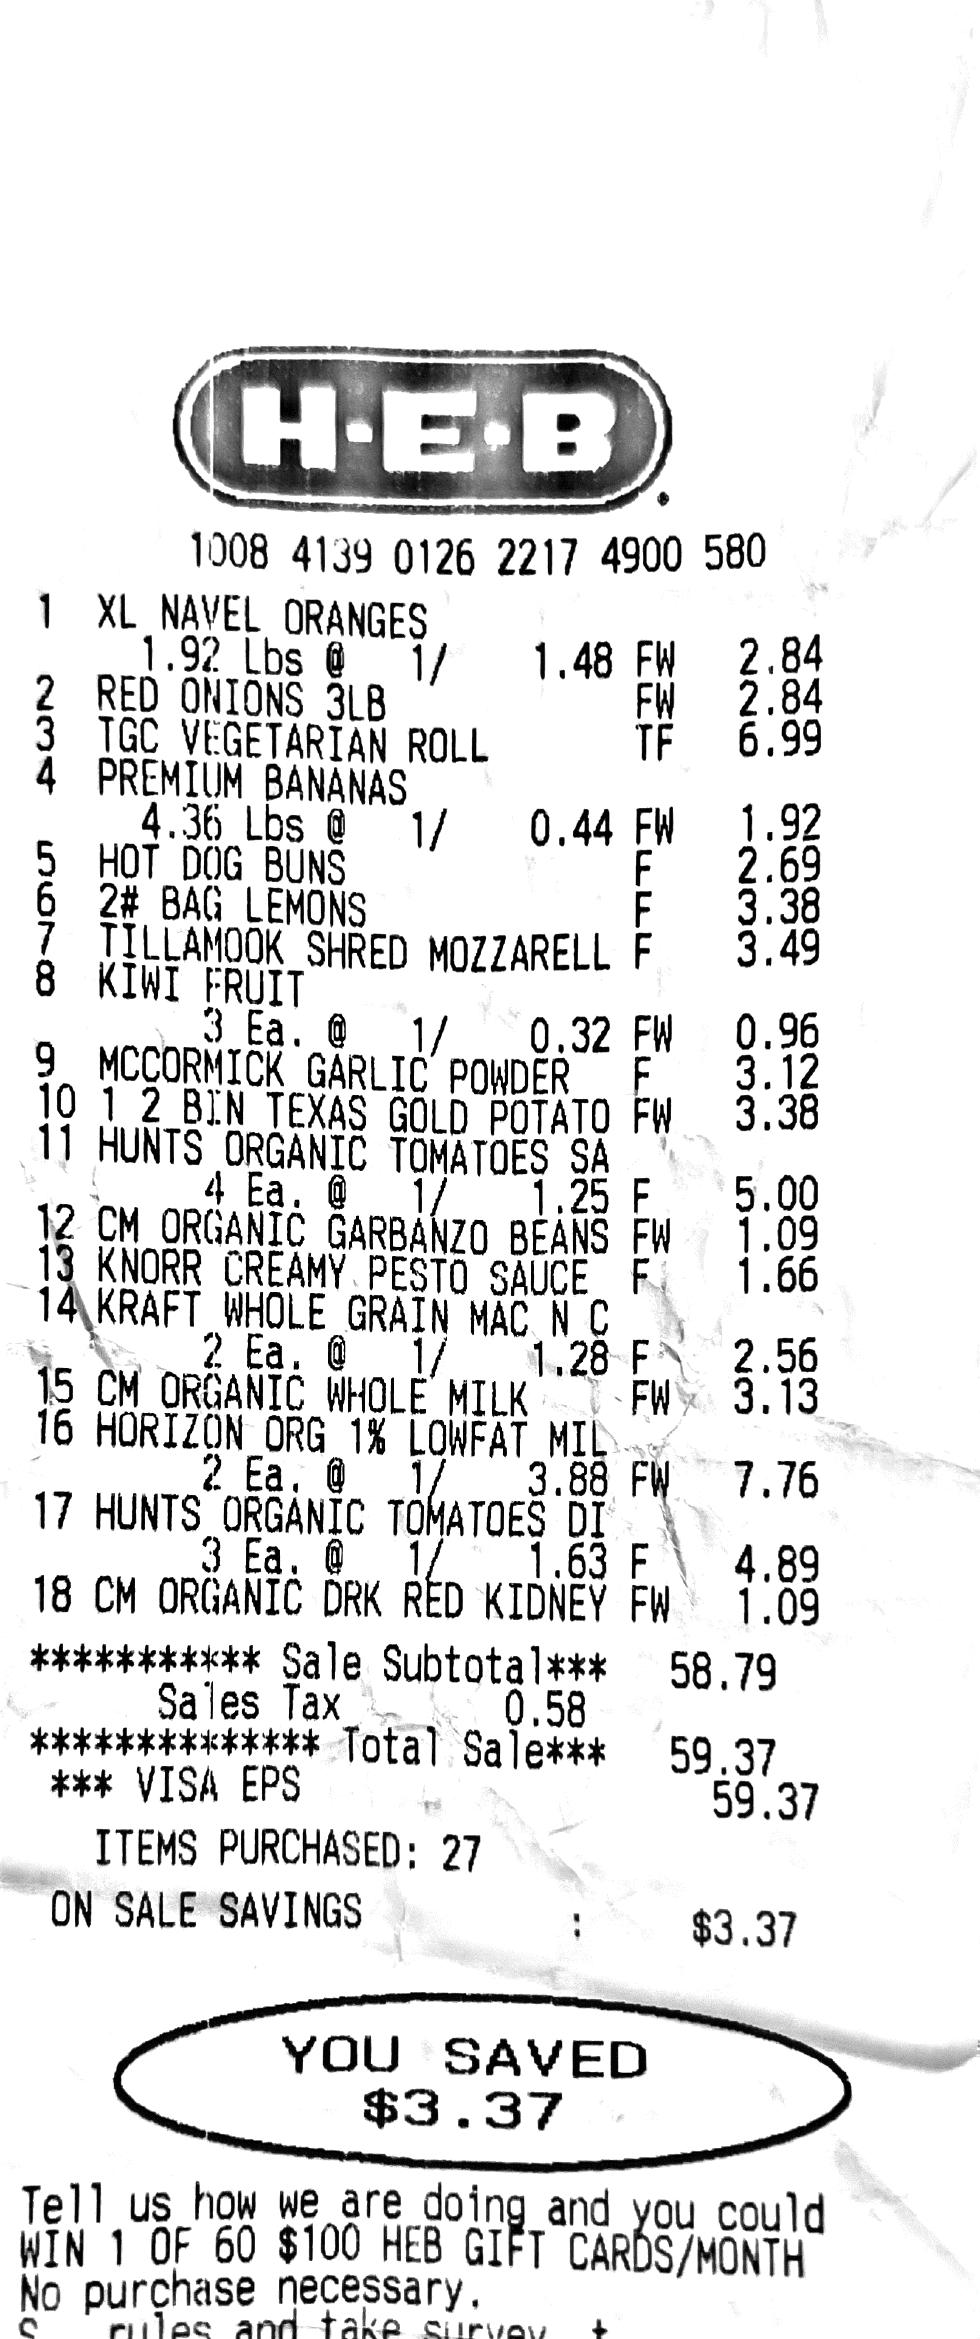 H·E·B
1008 4139 0126 2217 4900 580
1 XL NAVEL ORANGES
1.92 Lbs @ 1/ 1.48 FW 2.84
2 RED ONIONS 3LB FW 2.84
3 TGC VEGETARIAN ROLL TF 6.99
4 PREMIUM BANANAS
4.36 Lbs @ 1/ 0.44 FW 1.92
5 HOT DOG BUNS F 2.69
6 2# BAG LEMONS F 3.38
7 TILLAMOOK SHRED MOZZARELL F 3.49
8 KIWI FRUIT
3 Ea. @ 1/ 0.32 FW 0.96
9 MCCORMICK GARLIC POWDER F 3.12
10 1 2 BIN TEXAS GOLD POTATO FW 3.38
11 HUNTS ORGANIC TOMATOES SA
4 Ea. @ 1/ 1.25 F 5.00
12 CM ORGANIC GARBANZO BEANS FW 1.09
13 KNORR CREAMY PESTO SAUCE F 1.66
14 KRAFT WHOLE GRAIN MAC N C
2 Ea. @ 1/ 1.28 F 2.56
15 CM ORGANIC WHOLE MILK FW 3.13
16 HORIZON ORG 1% LOWFAT MIL
2 Ea. @ 1/ 3.88 FW 7.76
17 HUNTS ORGANIC TOMATOES DI
3 Ea. @ 1/ 1.63 F 4.89
18 CM ORGANIC DRK RED KIDNEY FW 1.09
*********** Sale Subtotal*** 58.79
Sales Tax 0.58
************** Total Sale*** 59.37
*** VISA EPS 59.37
ITEMS PURCHASED: 27
ON SALE SAVINGS : $3.37
YOU SAVED
$3.37
Tell us how we are doing and you could
WIN 1 OF 60 $100 HEB GIFT CARDS/MONTH
No purchase necessary.
rules and take survey